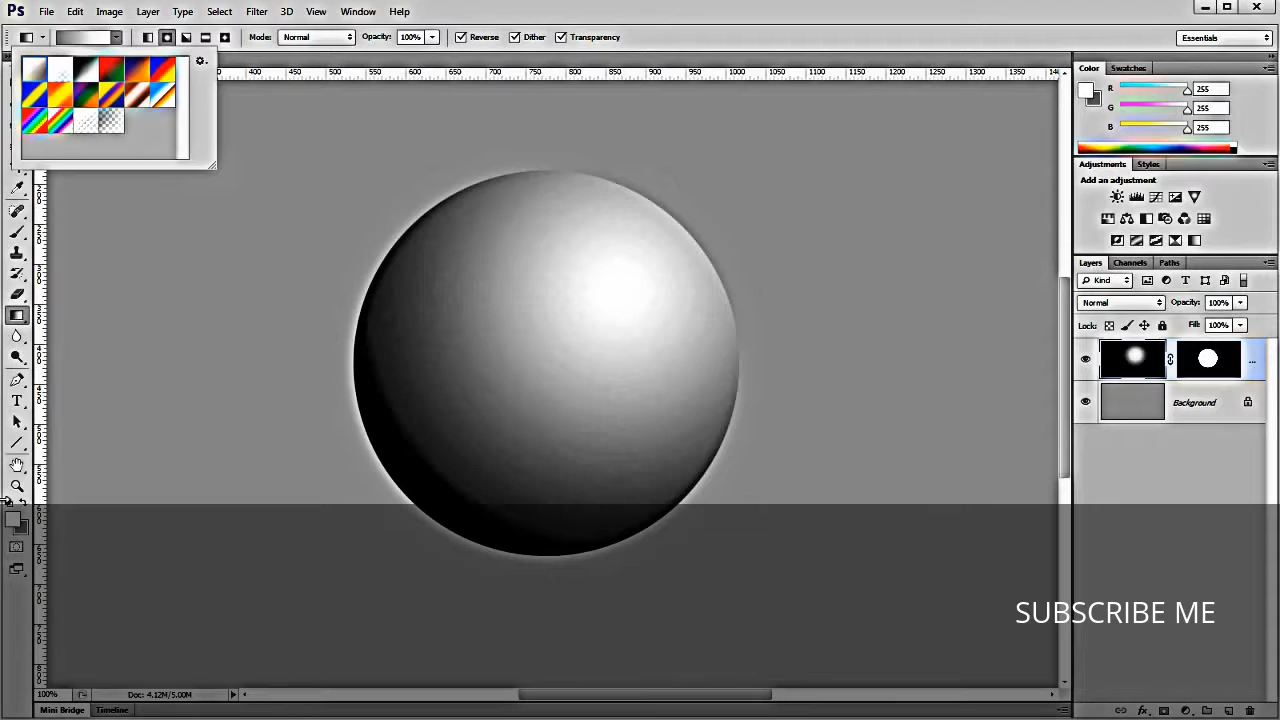 Ps File Edit Image Layer Type Select Filter 3D View Window Help
Mode: Normal Opacity: 100% Reverse Dither Transparency Essentials
400 450 500 550 600 650 700 750 800 850 900 950 1000 1050 1100 1150 1200 1250 1300 1350
Color Swatches
R 255
G 255
B 255
Adjustments Styles
Add an adjustment
Layers Channels Paths
Kind
Normal Opacity: 100%
Lock: Fill: 100%
...
Background
SUBSCRIBE ME
100% Doc: 4.12M/5.00M
Mini Bridge Timeline